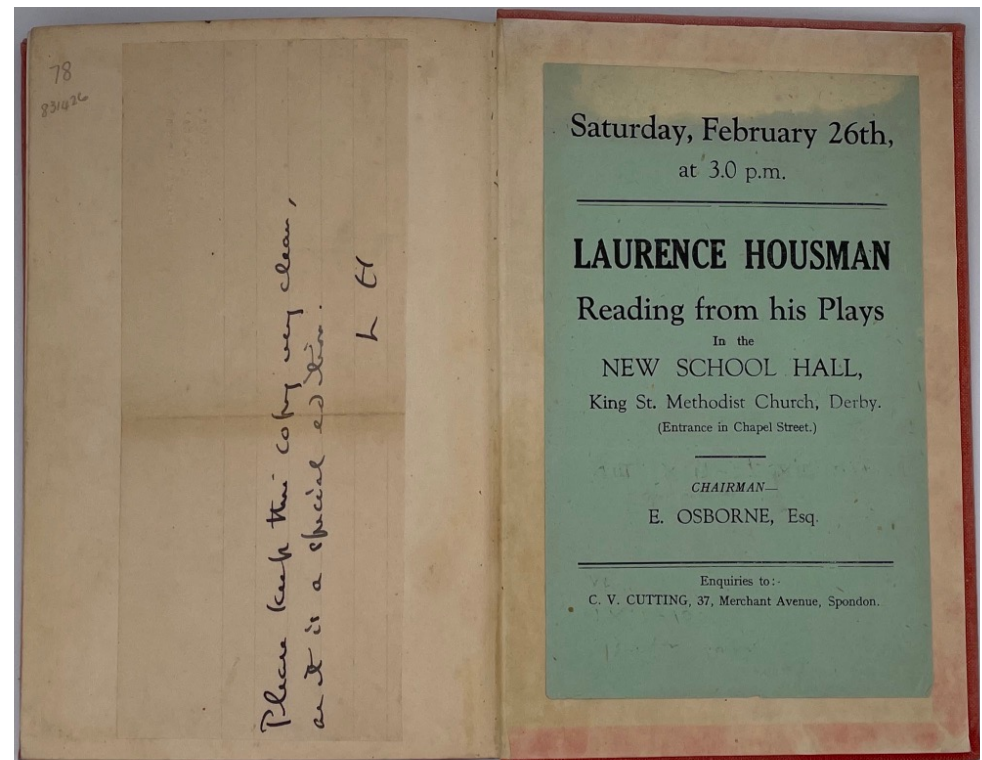 78
831426
Please keep this copy very clean,
as it is a special edition.
L H
Saturday, February 26th,
at 3.0 p.m.
LAURENCE HOUSMAN
Reading from his Plays
In the
NEW SCHOOL HALL,
King St. Methodist Church, Derby.
(Entrance in Chapel Street.)
CHAIRMAN—
E. OSBORNE, Esq.
Enquiries to:-
C. V. CUTTING, 37, Merchant Avenue, Spondon.